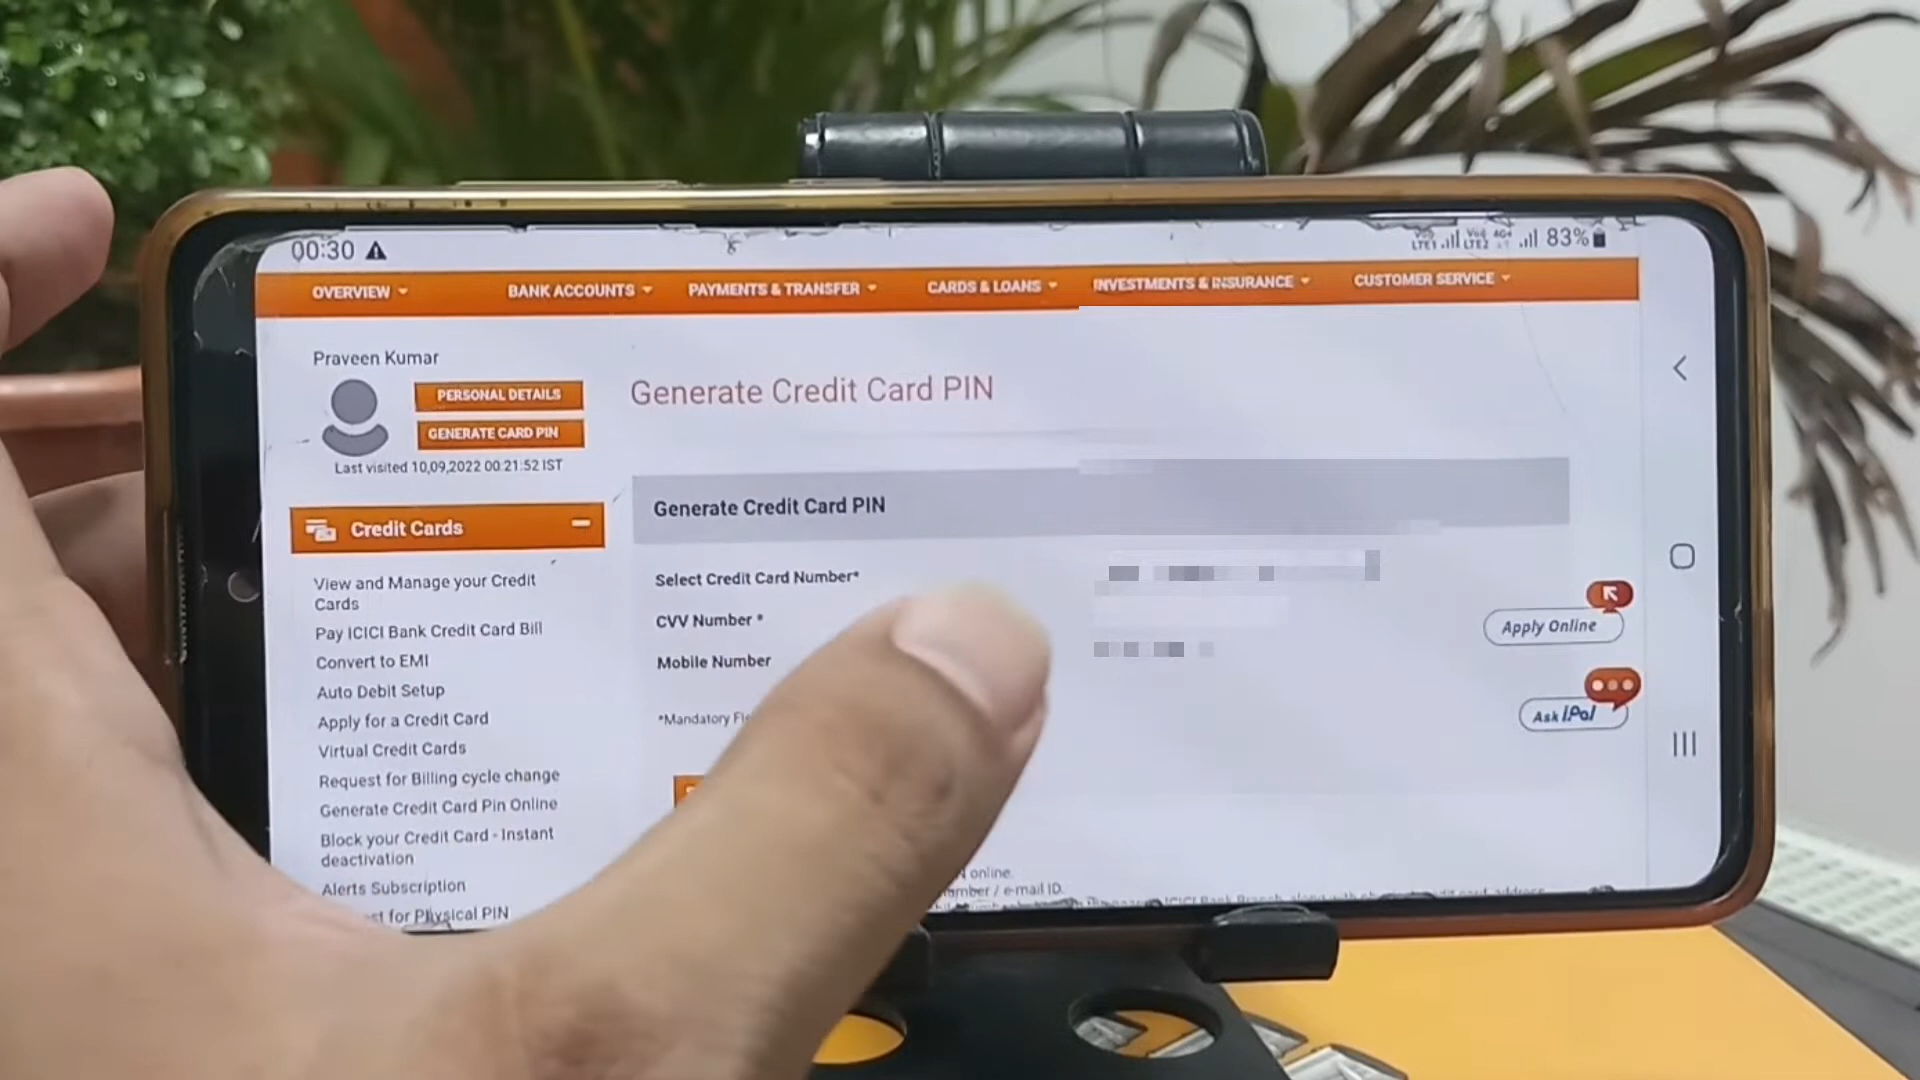 00:30
83%
OVERVIEW
BANK ACCOUNTS
PAYMENTS & TRANSFER
CARDS & LOANS
INVESTMENTS & INSURANCE
CUSTOMER SERVICE
Praveen Kumar
PERSONAL DETAILS
GENERATE CARD PIN
Last visited 10,09,2022 00:21:52 IST
Credit Cards
View and Manage your Credit
Cards
Pay ICICI Bank Credit Card Bill
Convert to EMI
Auto Debit Setup
Apply for a Credit Card
Virtual Credit Cards
Request for Billing cycle change
Generate Credit Card Pin Online
Block your Credit Card - Instant
deactivation
Alerts Subscription
for Physical PIN
Generate Credit Card PIN
Generate Credit Card PIN
Select Credit Card Number*
CVV Number *
Mobile Number
*Mandatory
online.
/ e-mail ID.
Apply Online
Ask iPal